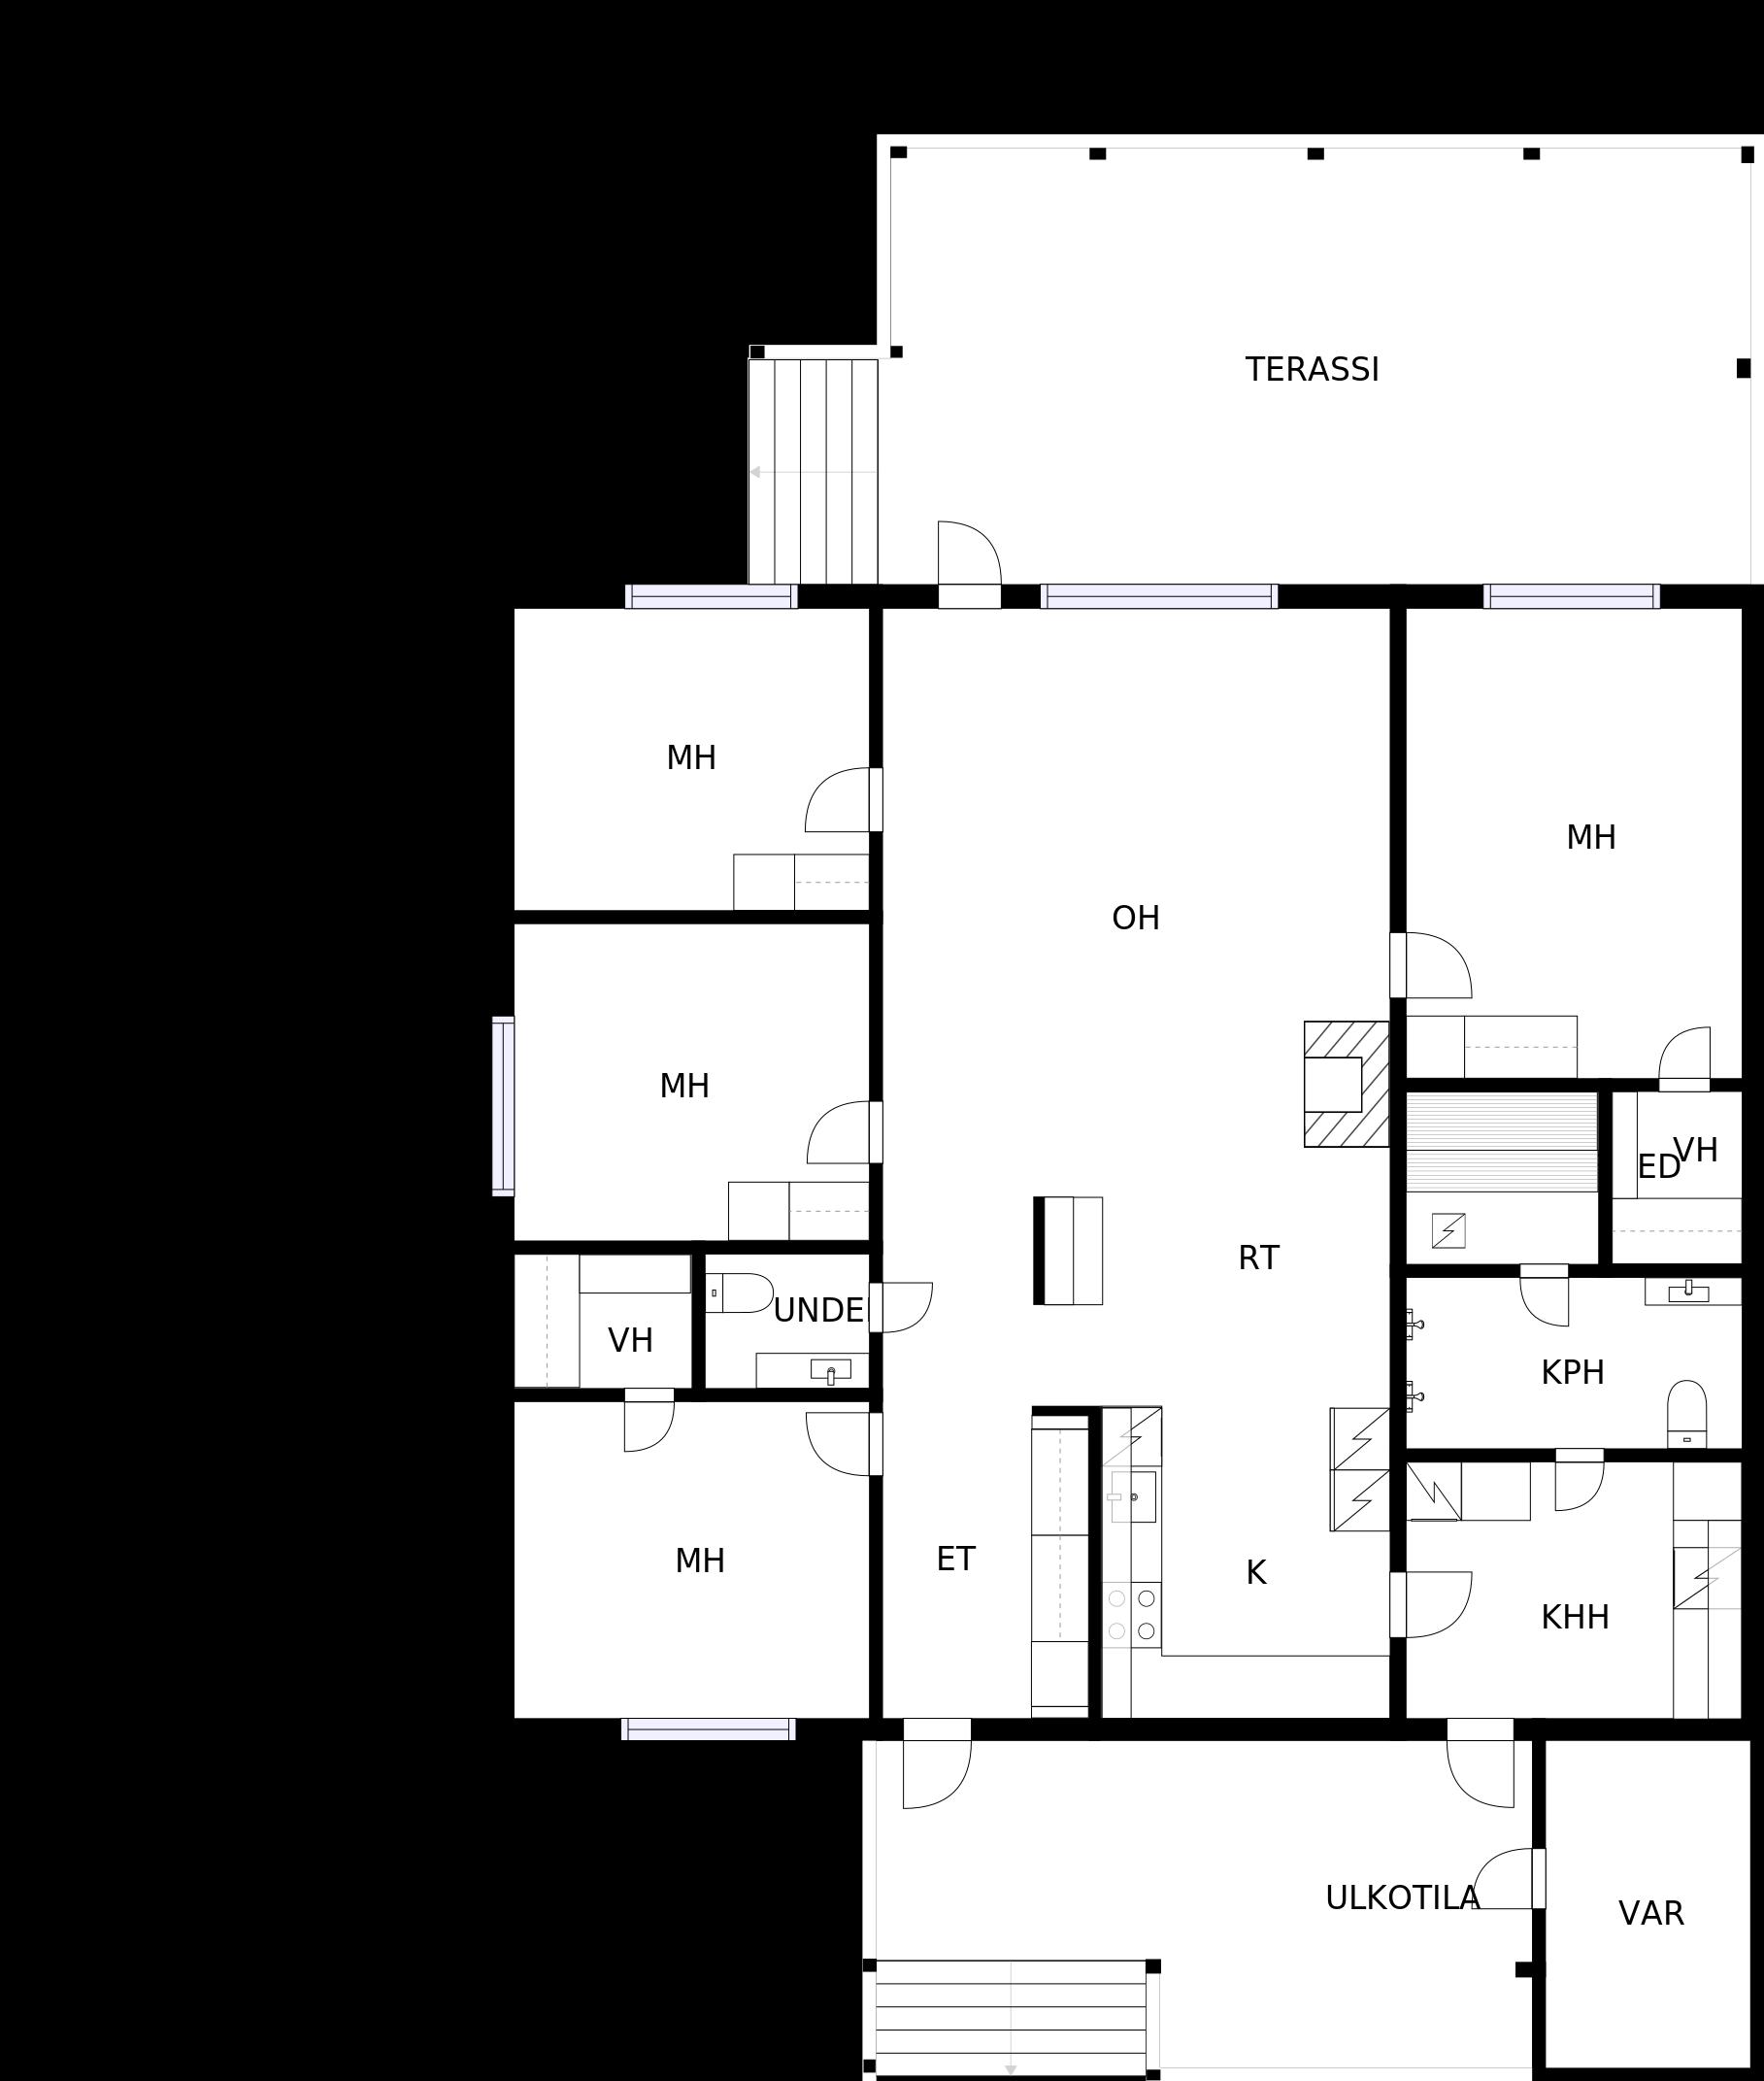 TERASSI
MH
MH
OH
MH
VH
ED
RT
UNDE
VH
KPH
ET
MH
K
KHH
ULKOTILA
VAR